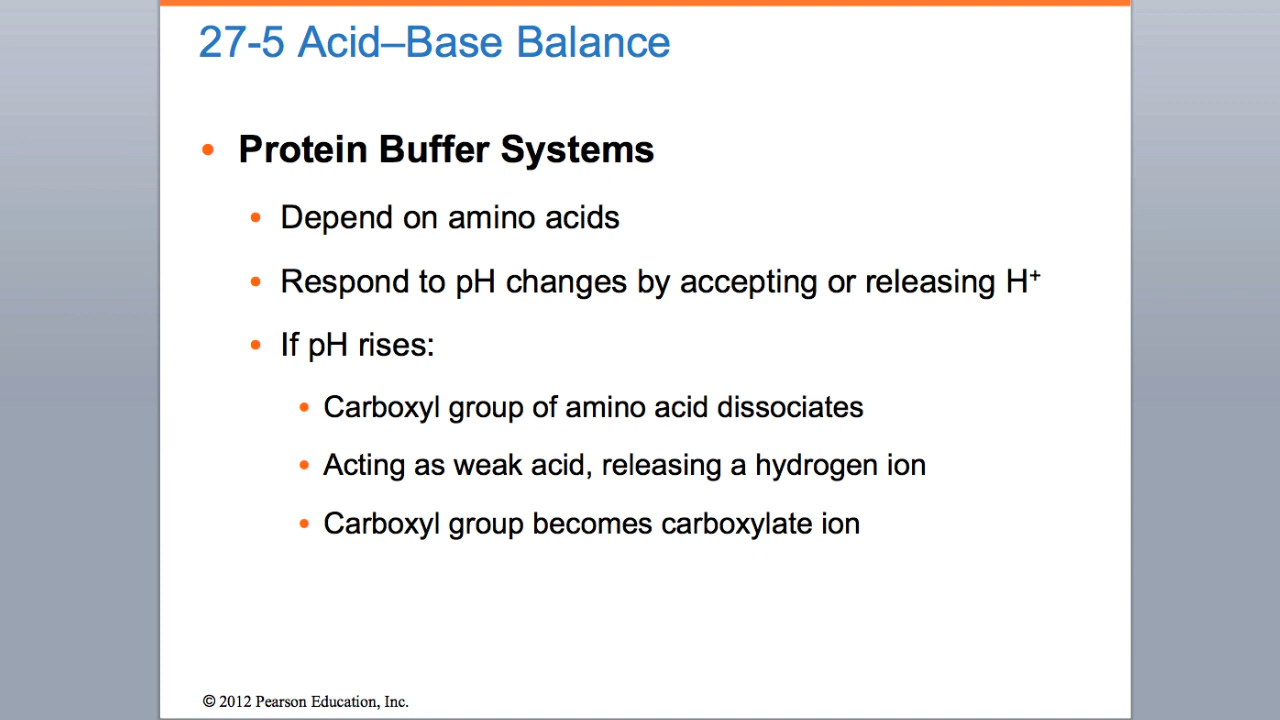 27-5 Acid–Base Balance
• Protein Buffer Systems
• Depend on amino acids
• Respond to pH changes by accepting or releasing H⁺
• If pH rises:
• Carboxyl group of amino acid dissociates
• Acting as weak acid, releasing a hydrogen ion
• Carboxyl group becomes carboxylate ion
© 2012 Pearson Education, Inc.